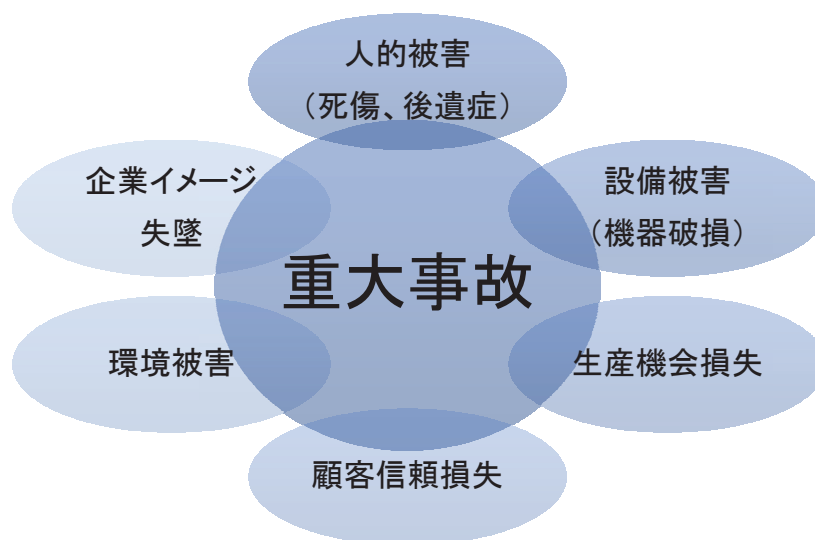 人的被害
（死傷、後遺症）
企業イメージ
失墜
設備被害
（機器破損）
重大事故
環境被害
生産機会損失
顧客信頼損失